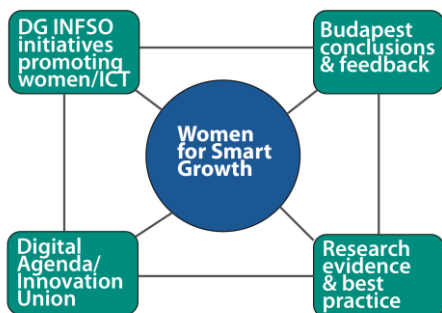 DG INFSO
initiatives
promoting
women/ICT
Budapest
conclusions
& feedback
Women
for Smart
Growth
Digital
Agenda/
Innovation
Union
Research
evidence
& best
practice